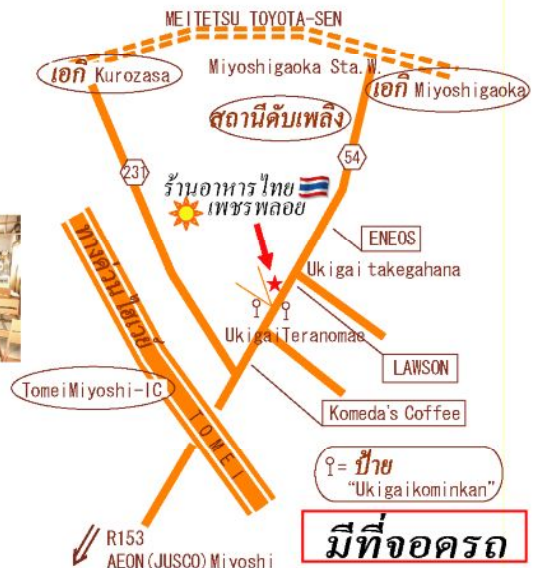 MEITETSU TOYOTA-SEN
เอกิ Kurozasa
Miyoshigaoka Sta.W.
เอกิ Miyoshigaoka
สถานีดับเพลิง
231
54
ร้านอาหารไทย
เพชรพลอย
ENEOS
Ukigai takegahana
ทางด่วน ไฮเวย์
UkigaiTeranomae
LAWSON
TomeiMiyoshi-IC
Komeda's Coffee
TOMEI
= ป้าย
"Ukigaikominkan"
R153
AEON(JUSCO)Miyoshi
มีที่จอดรถ